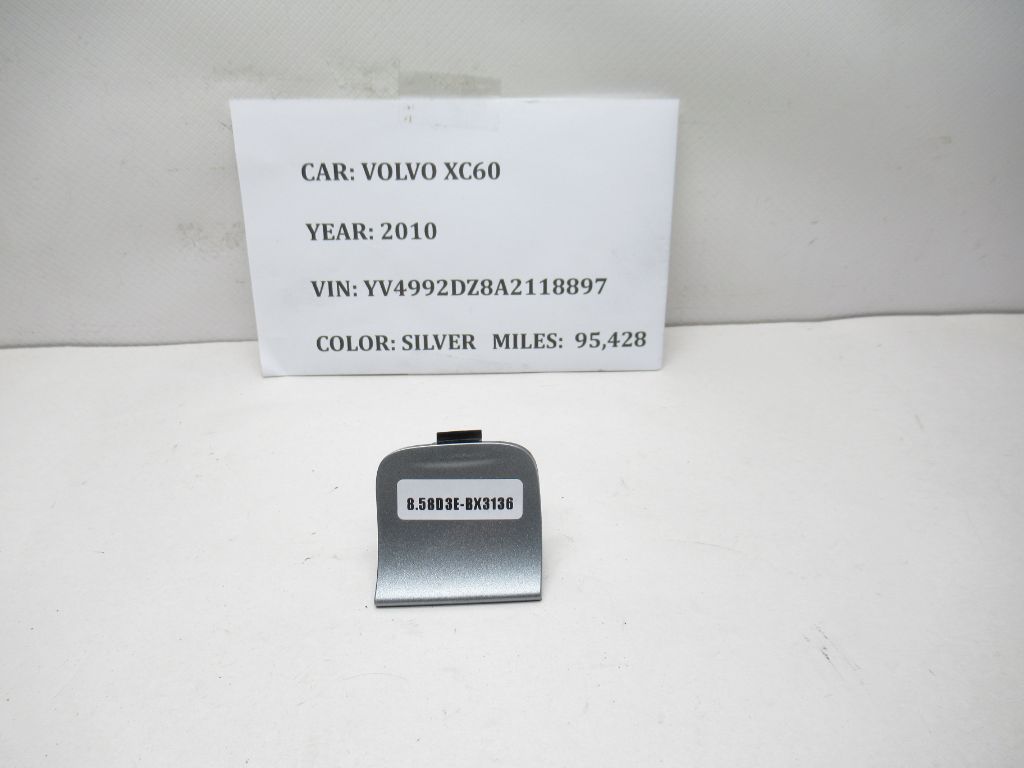 CAR: VOLVO XC60
YEAR: 2010
VIN: YV4992DZ8A2118897
COLOR: SILVER MILES: 95,428
8.58D3E-BX3136